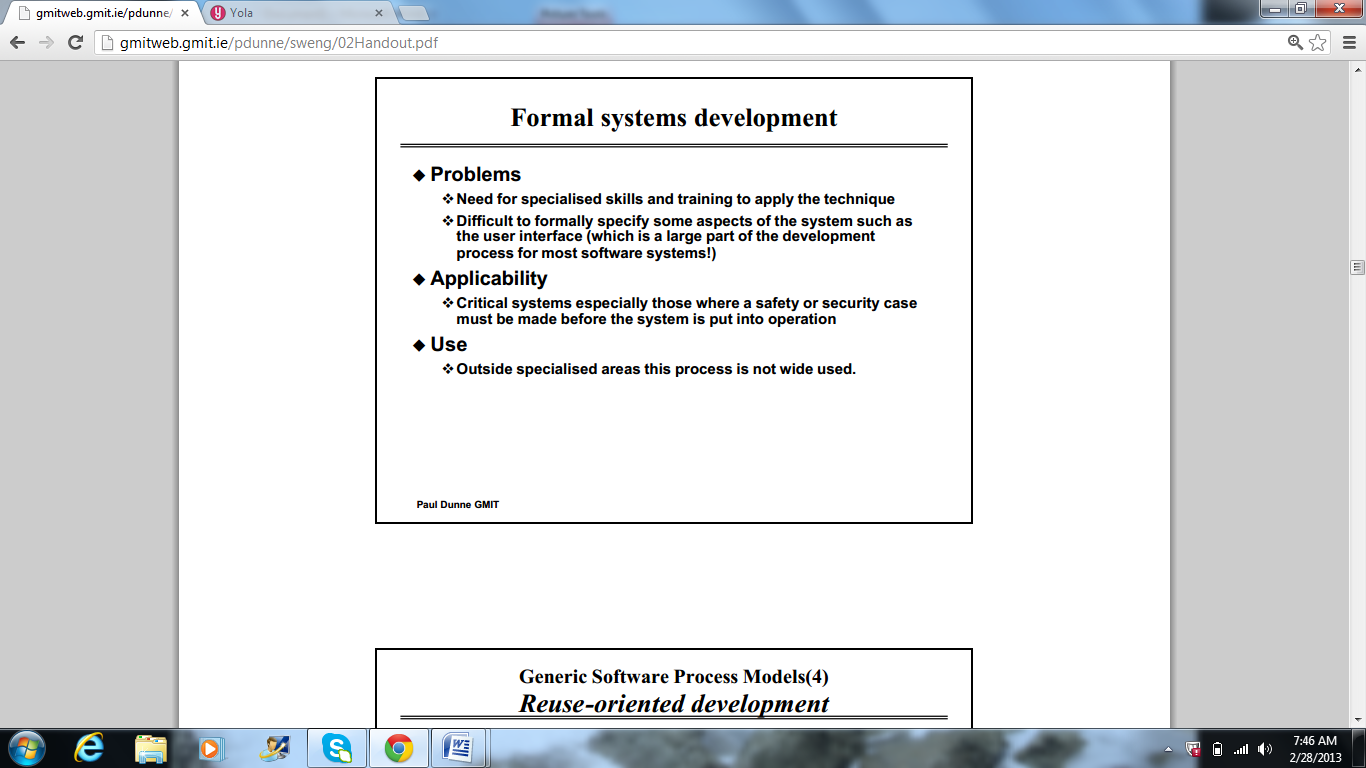 gmitweb.gmit.ie/pdunne/
Yola
gmitweb.gmit.ie/pdunne/sweng/02Handout.pdf
Formal systems development
Problems
Need for specialised skills and training to apply the technique
Difficult to formally specify some aspects of the system such as
the user interface (which is a large part of the development
process for most software systems!)
Applicability
Critical systems especially those where a safety or security case
must be made before the system is put into operation
Use
Outside specialised areas this process is not wide used.
Paul Dunne GMIT
Generic Software Process Models(4)
Reuse-oriented development
7:46 AM
2/28/2013